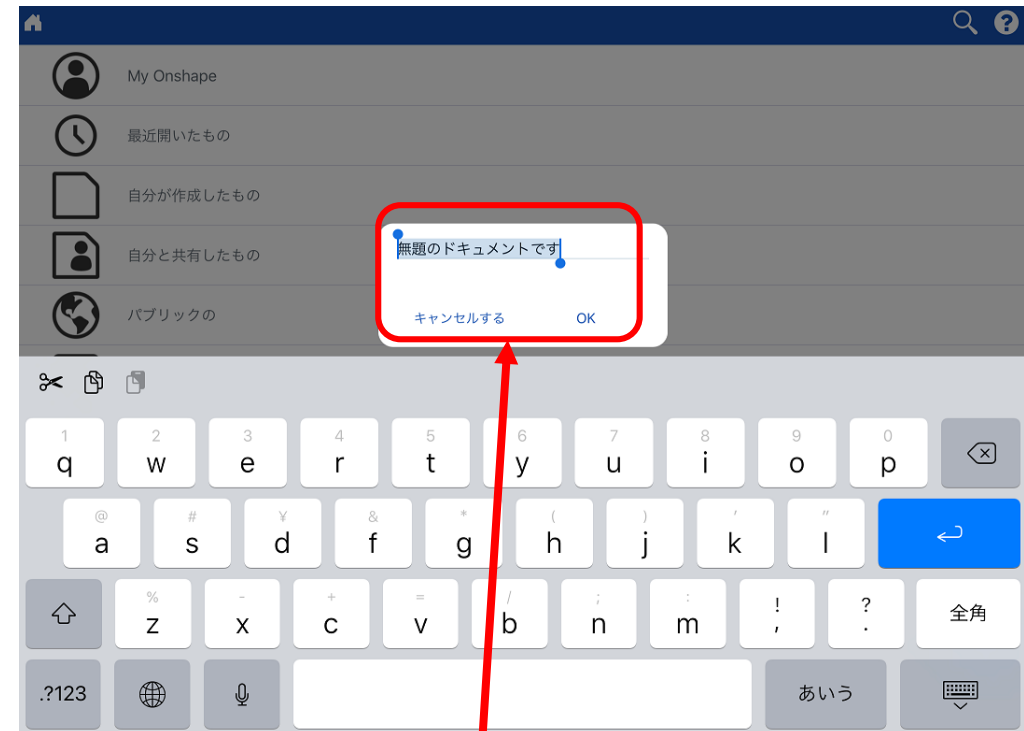 My Onshape
最近開いたもの
自分が作成したもの
自分と共有したもの
パブリックの
無題のドキュメントです
キャンセルする OK
1 2 3 4 5 6 7 8 9 0
q w e r t y u i o p
@ # ¥ & * ( ) ′ ″
a s d f g h j k l
% - + = / ; : ! ?
z x c v b n m , . 全角
.?123 あいう